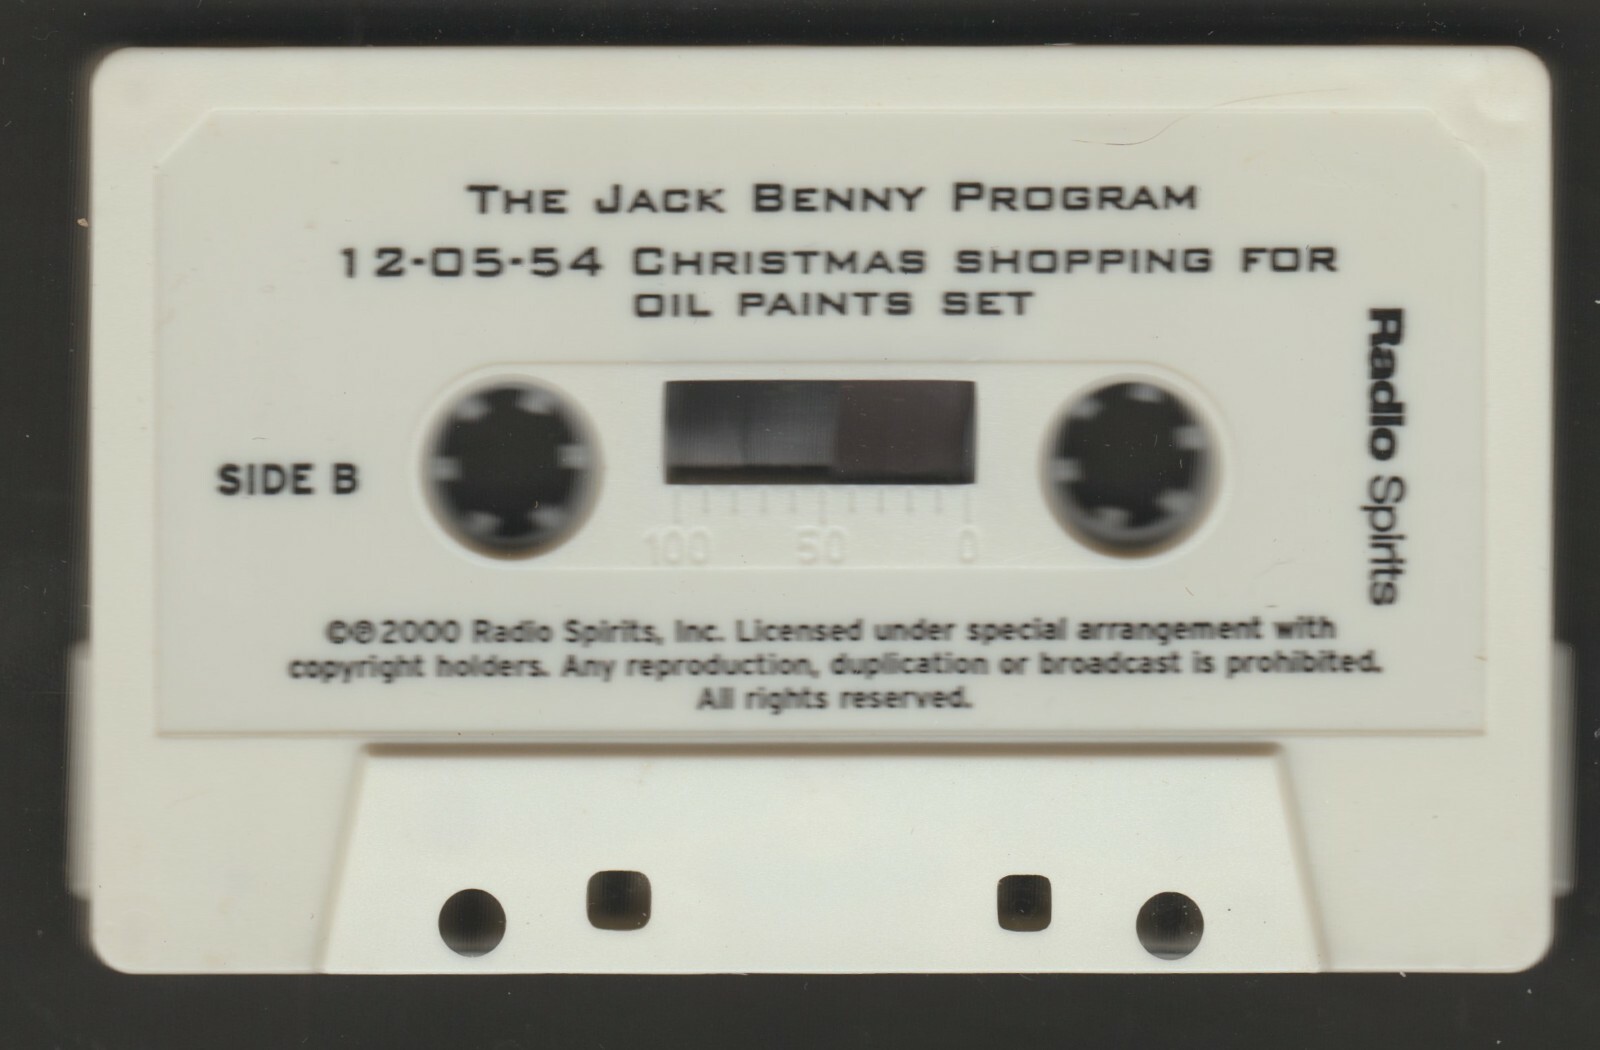 THE JACK BENNY PROGRAM
12-05-54 CHRISTMAS SHOPPING FOR
OIL PAINTS SET
Radio Spirits
SIDE B
100 50 0
©℗2000 Radio Spirits, Inc. Licensed under special arrangement with
copyright holders. Any reproduction, duplication or broadcast is prohibited.
All rights reserved.